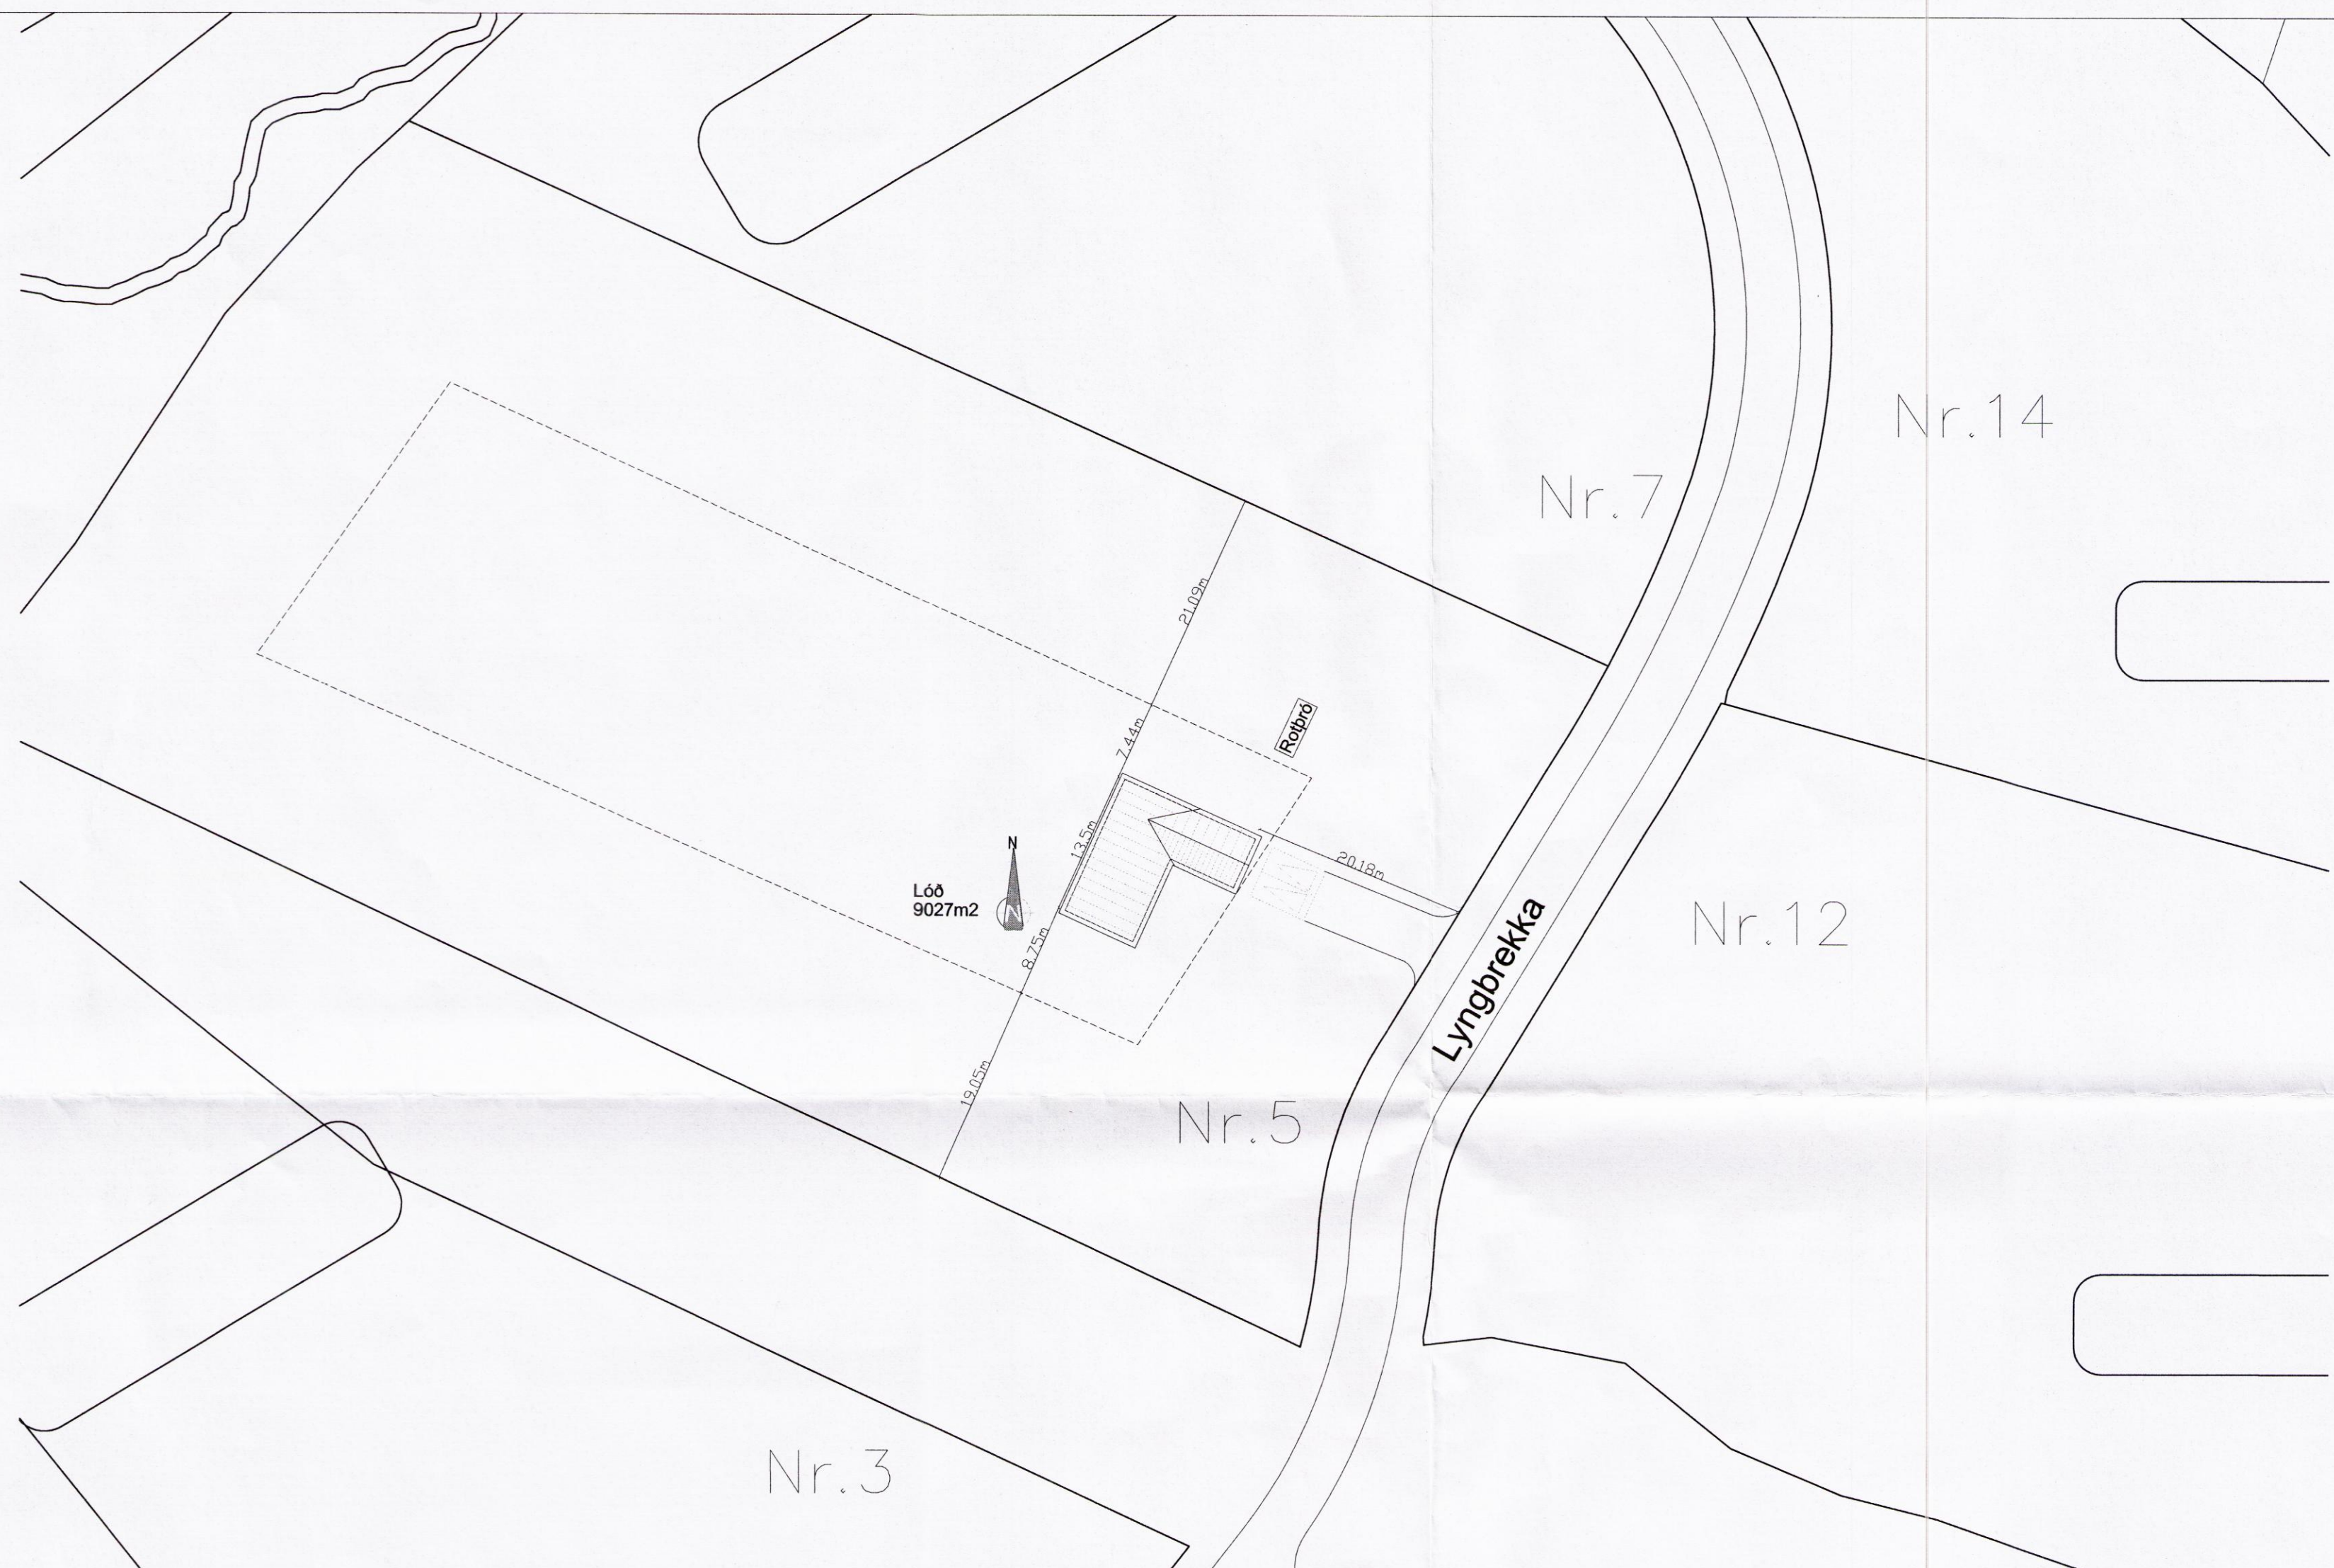 Nr.14
Nr.7
21.09m
Rotþró
7.44m
13.5m
20.18m
N
Lóð
9027m2
N
8.75m
Lyngbrekka
Nr.12
19.05m
Nr.5
Nr.3